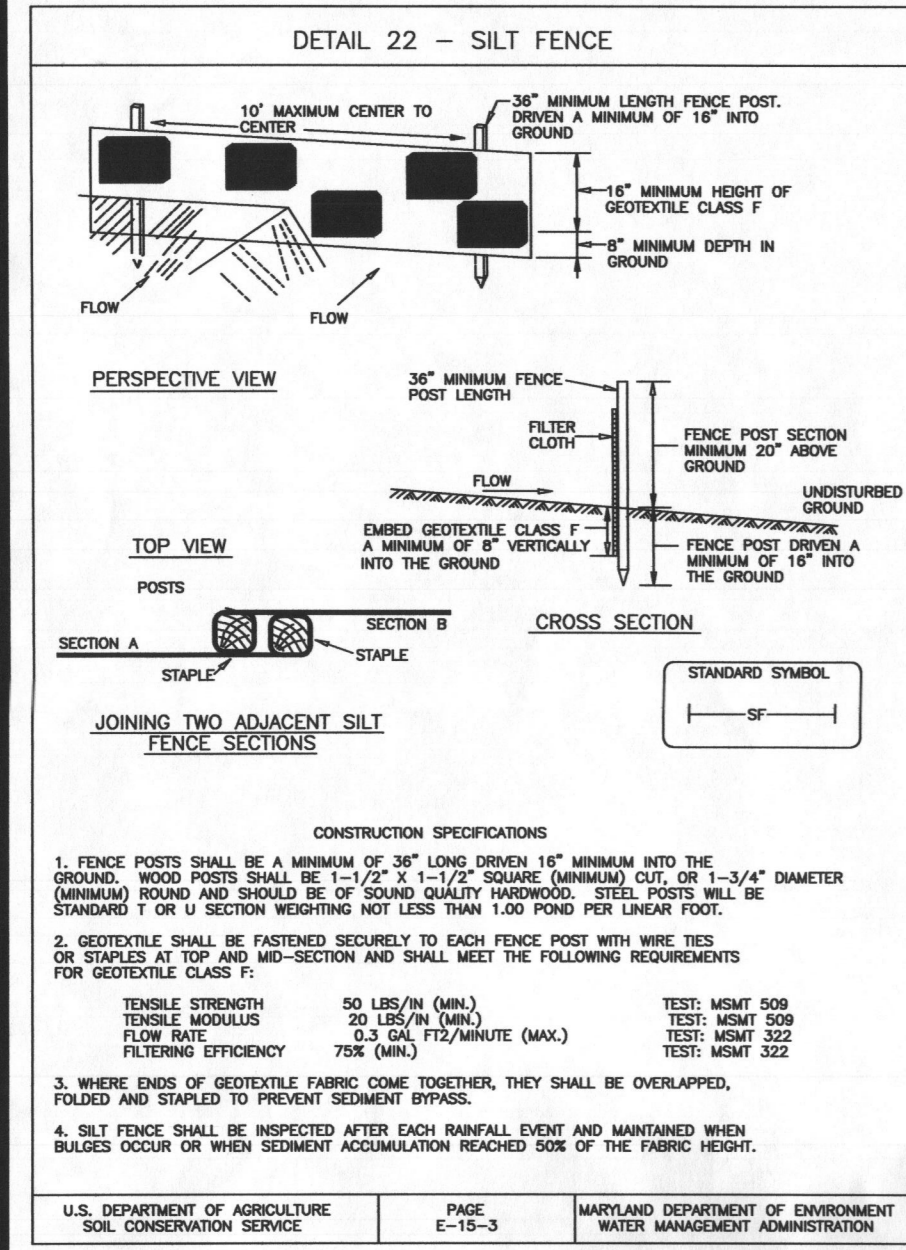 DETAIL 22 – SILT FENCE
10' MAXIMUM CENTER TO
CENTER
36" MINIMUM LENGTH FENCE POST.
DRIVEN A MINIMUM OF 16" INTO
GROUND
16" MINIMUM HEIGHT OF
GEOTEXTILE CLASS F
8" MINIMUM DEPTH IN
GROUND
FLOW
FLOW
PERSPECTIVE VIEW
36" MINIMUM FENCE
POST LENGTH
FILTER
CLOTH
FENCE POST SECTION
MINIMUM 20" ABOVE
GROUND
FLOW
UNDISTURBED
GROUND
EMBED GEOTEXTILE CLASS F
A MINIMUM OF 8" VERTICALLY
INTO THE GROUND
FENCE POST DRIVEN A
MINIMUM OF 16" INTO
THE GROUND
CROSS SECTION
TOP VIEW
POSTS
SECTION A
SECTION B
STAPLE
STAPLE
JOINING TWO ADJACENT SILT
FENCE SECTIONS
STANDARD SYMBOL
SF
CONSTRUCTION SPECIFICATIONS
1. FENCE POSTS SHALL BE A MINIMUM OF 36" LONG DRIVEN 16" MINIMUM INTO THE
GROUND. WOOD POSTS SHALL BE 1-1/2" X 1-1/2" SQUARE (MINIMUM) CUT, OR 1-3/4" DIAMETER
(MINIMUM) ROUND AND SHOULD BE OF SOUND QUALITY HARDWOOD. STEEL POSTS WILL BE
STANDARD T OR U SECTION WEIGHTING NOT LESS THAN 1.00 POND PER LINEAR FOOT.
2. GEOTEXTILE SHALL BE FASTENED SECURELY TO EACH FENCE POST WITH WIRE TIES
OR STAPLES AT TOP AND MID-SECTION AND SHALL MEET THE FOLLOWING REQUIREMENTS
FOR GEOTEXTILE CLASS F:
TENSILE STRENGTH 50 LBS/IN (MIN.) TEST: MSMT 509
TENSILE MODULUS 20 LBS/IN (MIN.) TEST: MSMT 509
FLOW RATE 0.3 GAL FT2/MINUTE (MAX.) TEST: MSMT 322
FILTERING EFFICIENCY 75% (MIN.) TEST: MSMT 322
3. WHERE ENDS OF GEOTEXTILE FABRIC COME TOGETHER, THEY SHALL BE OVERLAPPED,
FOLDED AND STAPLED TO PREVENT SEDIMENT BYPASS.
4. SILT FENCE SHALL BE INSPECTED AFTER EACH RAINFALL EVENT AND MAINTAINED WHEN
BULGES OCCUR OR WHEN SEDIMENT ACCUMULATION REACHED 50% OF THE FABRIC HEIGHT.
U.S. DEPARTMENT OF AGRICULTURE
SOIL CONSERVATION SERVICE
PAGE
E-15-3
MARYLAND DEPARTMENT OF ENVIRONMENT
WATER MANAGEMENT ADMINISTRATION